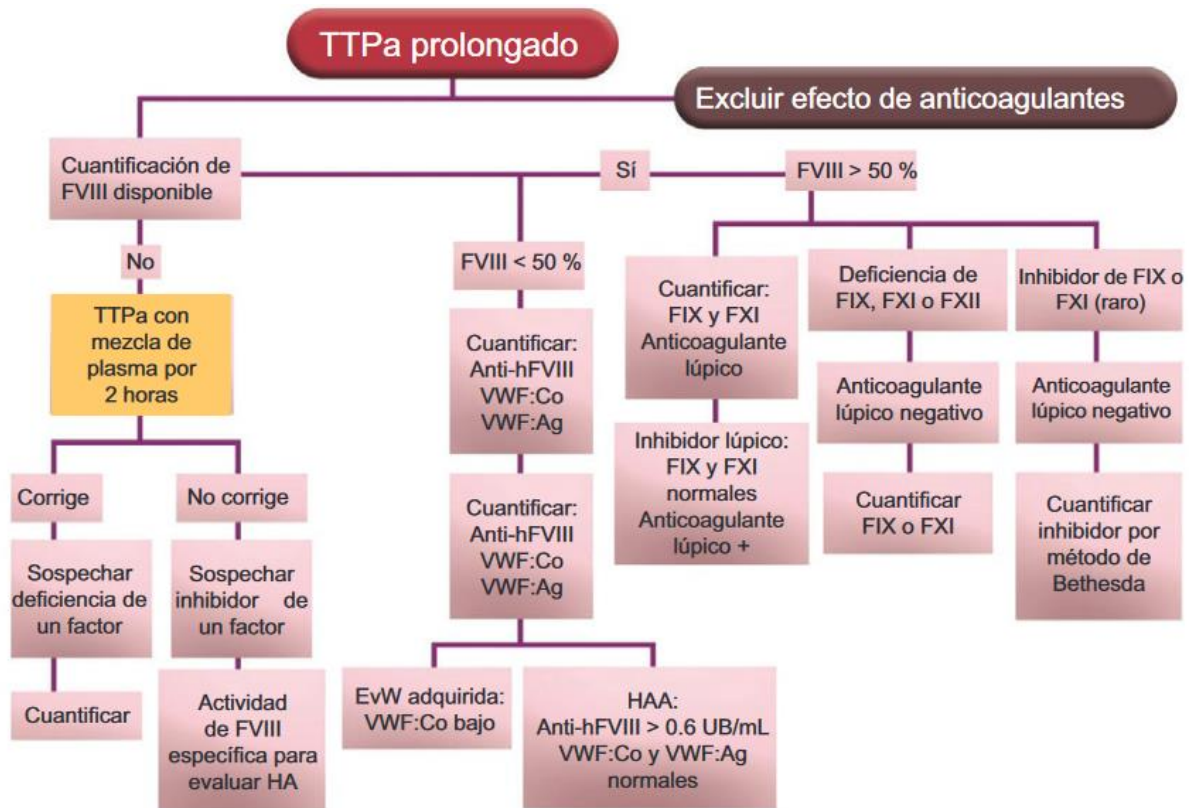 TTPa prolongado
Excluir efecto de anticoagulantes
Cuantificación de
FVIII disponible
Sí
FVIII > 50 %
No
FVIII < 50 %
TTPa con
mezcla de
plasma por
2 horas
Corrige
No corrige
Sospechar
deficiencia de
un factor
Sospechar
inhibidor de
un factor
Cuantificar
Actividad
de FVIII
específica para
evaluar HA
Cuantificar:
Anti-hFVIII
VWF:Co
VWF:Ag
Cuantificar:
Anti-hFVIII
VWF:Co
VWF:Ag
EvW adquirida:
VWF:Co bajo
HAA:
Anti-hFVIII > 0.6 UB/mL
VWF:Co y VWF:Ag
normales
Cuantificar:
FIX y FXI
Anticoagulante
lúpico
Inhibidor lúpico:
FIX y FXI
normales
Anticoagulante
lúpico +
Deficiencia de
FIX, FXI o FXII
Anticoagulante
lúpico negativo
Cuantificar
FIX o FXI
Inhibidor de FIX o
FXI (raro)
Anticoagulante
lúpico negativo
Cuantificar
inhibidor por
método de
Bethesda